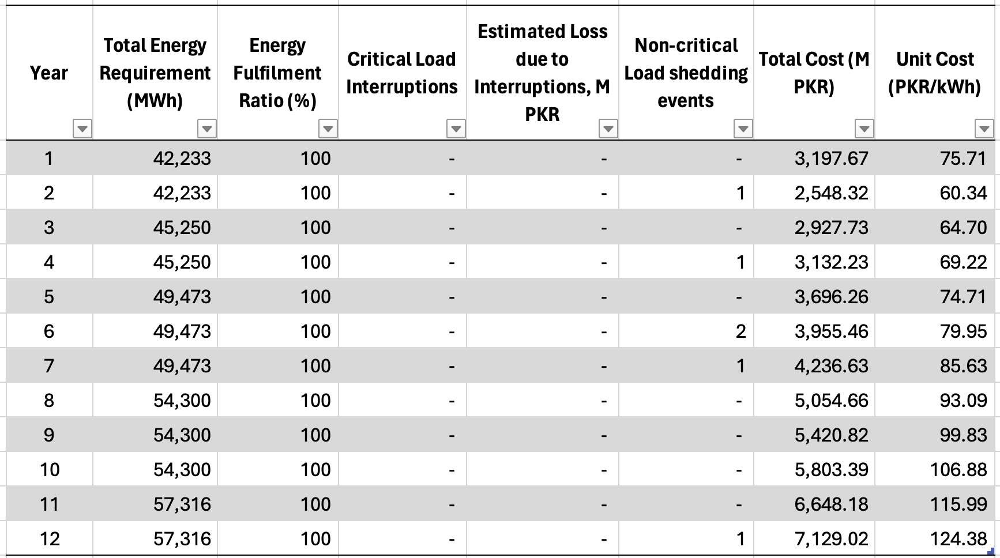 Year
Total Energy
Requirement
(MWh)
Energy
Fulfilment
Ratio (%)
Critical Load
Interruptions
Estimated Loss
due to
Interruptions, M
PKR
Non-critical
Load shedding
events
Total Cost (M
PKR)
Unit Cost
(PKR/kWh)
1 42,233 100 - - - 3,197.67 75.71
2 42,233 100 - - 1 2,548.32 60.34
3 45,250 100 - - - 2,927.73 64.70
4 45,250 100 - - 1 3,132.23 69.22
5 49,473 100 - - - 3,696.26 74.71
6 49,473 100 - - 2 3,955.46 79.95
7 49,473 100 - - 1 4,236.63 85.63
8 54,300 100 - - - 5,054.66 93.09
9 54,300 100 - - - 5,420.82 99.83
10 54,300 100 - - - 5,803.39 106.88
11 57,316 100 - - - 6,648.18 115.99
12 57,316 100 - - 1 7,129.02 124.38